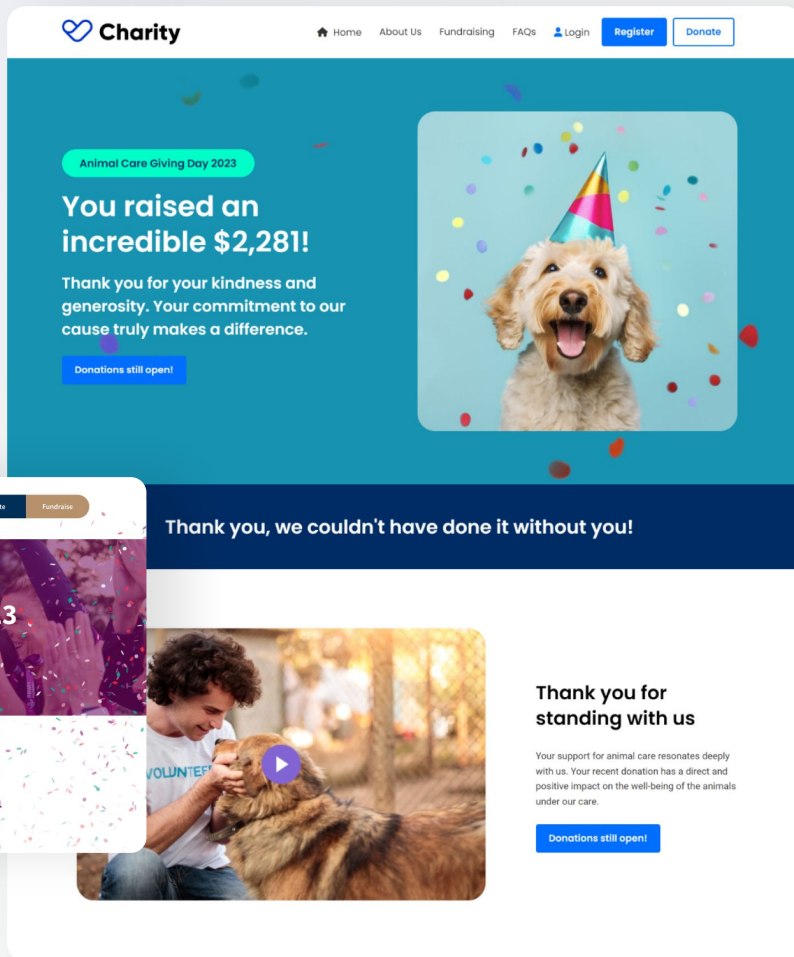 Charity
Home About Us Fundraising FAQs Login Register Donate
Animal Care Giving Day 2023
You raised an
incredible $2,281!
Thank you for your kindness and
generosity. Your commitment to our
cause truly makes a difference.
Donations still open!
Fundraise
Thank you, we couldn't have done it without you!
VOLUNTEE
Thank you for
standing with us
Your support for animal care resonates deeply
with us. Your recent donation has a direct and
positive impact on the well-being of the animals
under our care.
Donations still open!